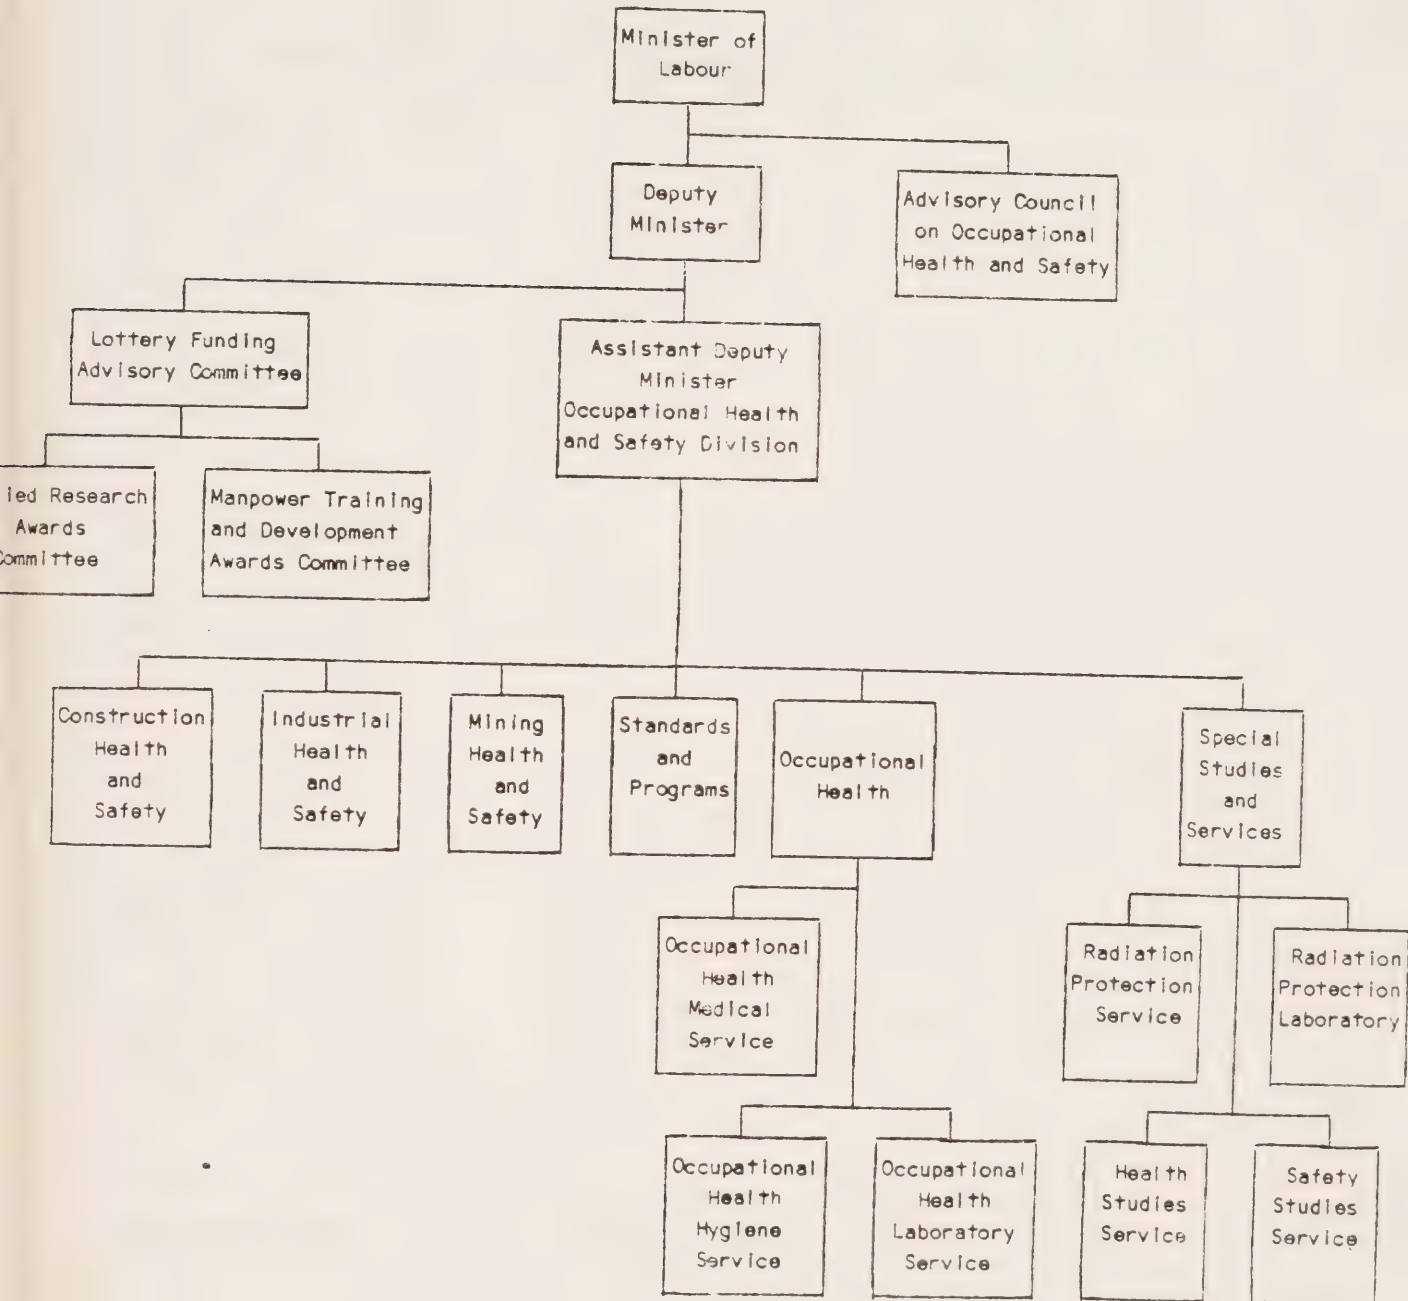 Minister of
Labour
Deputy
Minister
Advisory Council
on Occupational
Health and Safety
Lottery Funding
Advisory Committee
Assistant Deputy
Minister
Occupational Health
and Safety Division
ied Research
Awards
Committee
Manpower Training
and Development
Awards Committee
Construction
Health
and
Safety
Industrial
Health
and
Safety
Mining
Health
and
Safety
Standards
and
Programs
Occupational
Health
Special
Studies
and
Services
Occupational
Health
Medical
Service
Radiation
Protection
Service
Radiation
Protection
Laboratory
Occupational
Health
Hygiene
Service
Occupational
Health
Laboratory
Service
Health
Studies
Service
Safety
Studies
Service